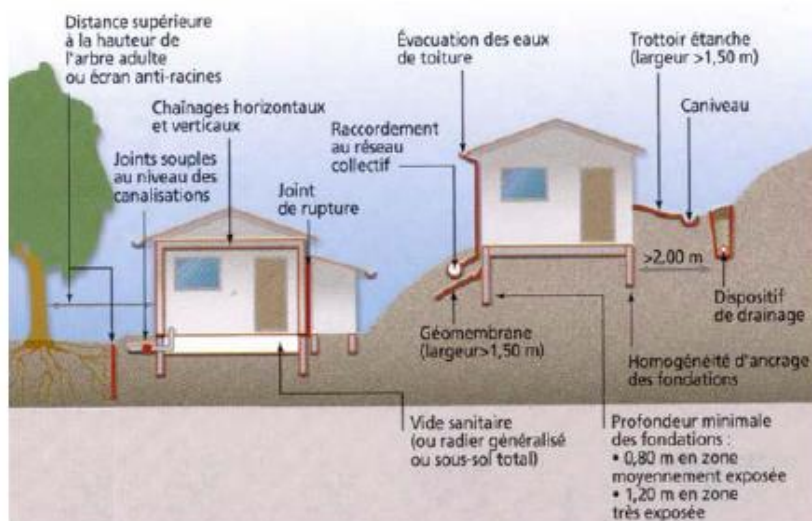 Distance supérieure
à la hauteur de
l'arbre adulte
ou écran anti-racines
Chaînages horizontaux
et verticaux
Joints souples
au niveau des
canalisations
Joint
de rupture
Évacuation des eaux
de toiture
Raccordement
au réseau
collectif
Trottoir étanche
(largeur >1,50 m)
Caniveau
>2,00 m
Dispositif
de drainage
Géomembrane
(largeur>1,50 m)
Homogénéité d'ancrage
des fondations
Vide sanitaire
(ou radier généralisé
ou sous-sol total)
Profondeur minimale
des fondations :
• 0,80 m en zone
moyennement exposée
• 1,20 m en zone
très exposée